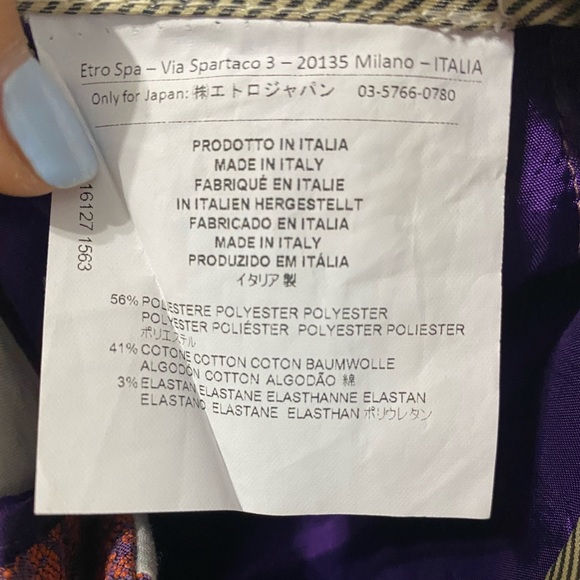 Etro Spa – Via Spartaco 3 – 20135 Milano – ITALIA
Only for Japan: ㈱エトロジャパン 03-5766-0780
PRODOTTO IN ITALIA
MADE IN ITALY
FABRIQUÉ EN ITALIE
IN ITALIEN HERGESTELLT
FABRICADO EN ITALIA
MADE IN ITALY
PRODUZIDO EM ITÁLIA
イタリア製
56% POLIESTERE POLYESTER POLYESTER
POLYESTER POLIÉSTER POLYESTER POLIESTER
ポリエステル
41% COTONE COTTON COTON BAUMWOLLE
ALGODÓN COTTON ALGODÃO 綿
3% ELASTAN ELASTANE ELASTHANNE ELASTAN
ELASTANO ELASTANE ELASTHAN ポリウレタン
16127 1563